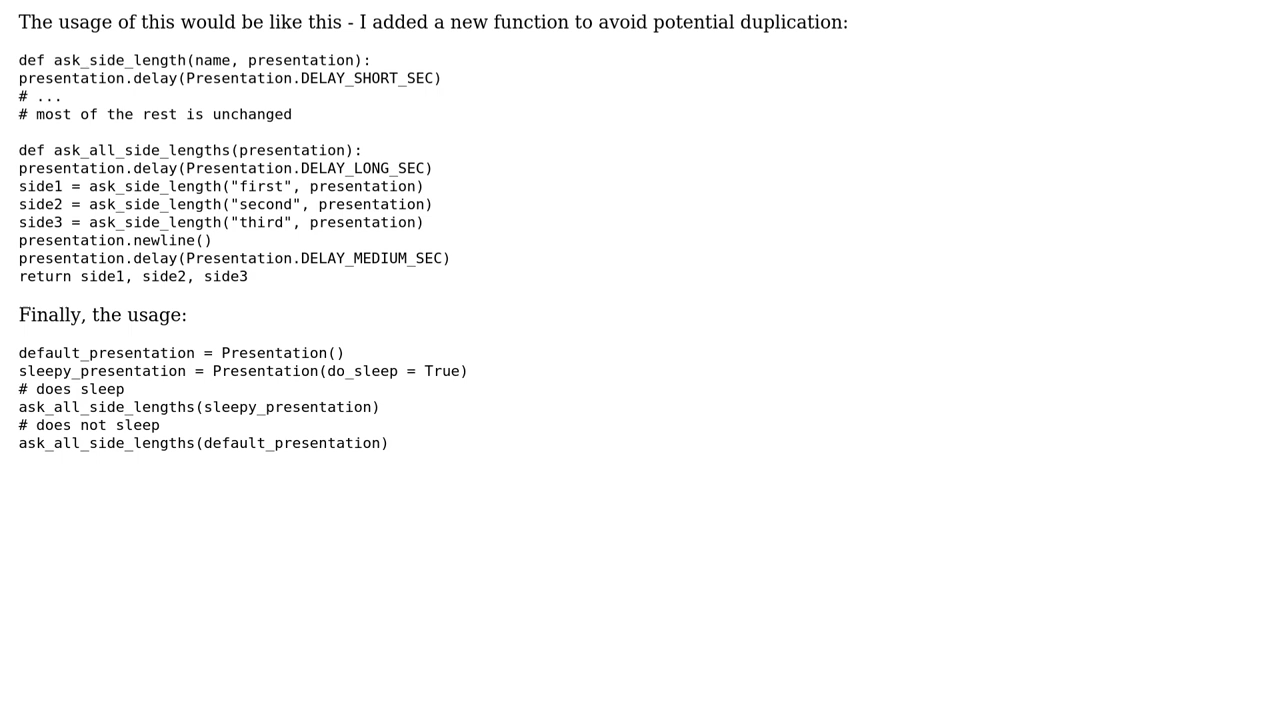 The usage of this would be like this - I added a new function to avoid potential duplication:
def ask_side_length(name, presentation):
presentation.delay(Presentation.DELAY_SHORT_SEC)
# ...
# most of the rest is unchanged
def ask_all_side_lengths(presentation):
presentation.delay(Presentation.DELAY_LONG_SEC)
side1 = ask_side_length("first", presentation)
side2 = ask_side_length("second", presentation)
side3 = ask_side_length("third", presentation)
presentation.newline()
presentation.delay(Presentation.DELAY_MEDIUM_SEC)
return side1, side2, side3
Finally, the usage:
default_presentation = Presentation()
sleepy_presentation = Presentation(do_sleep = True)
# does sleep
ask_all_side_lengths(sleepy_presentation)
# does not sleep
ask_all_side_lengths(default_presentation)